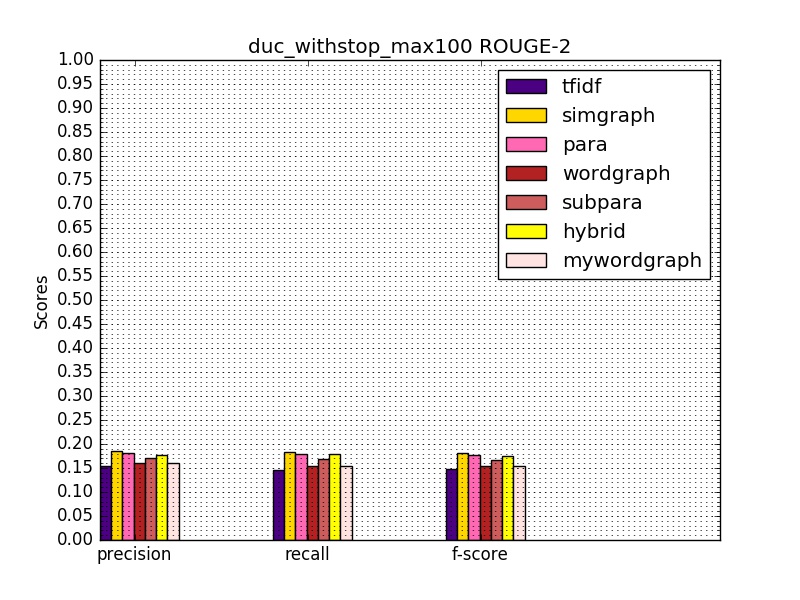 duc_withstop_max100 ROUGE-2
1.00
0.95
0.90
0.85
0.80
0.75
0.70
0.65
0.60
0.55
0.50
0.45
0.40
0.35
0.30
0.25
0.20
0.15
0.10
0.05
0.00
Scores
tfidf
simgraph
para
wordgraph
subpara
hybrid
mywordgraph
precision recall f-score